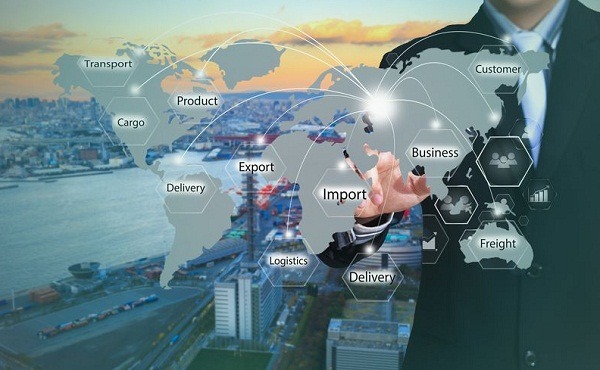 Transport
Customer
Product
Cargo
Business
Export
Delivery
Import
Freight
Logistics
Delivery